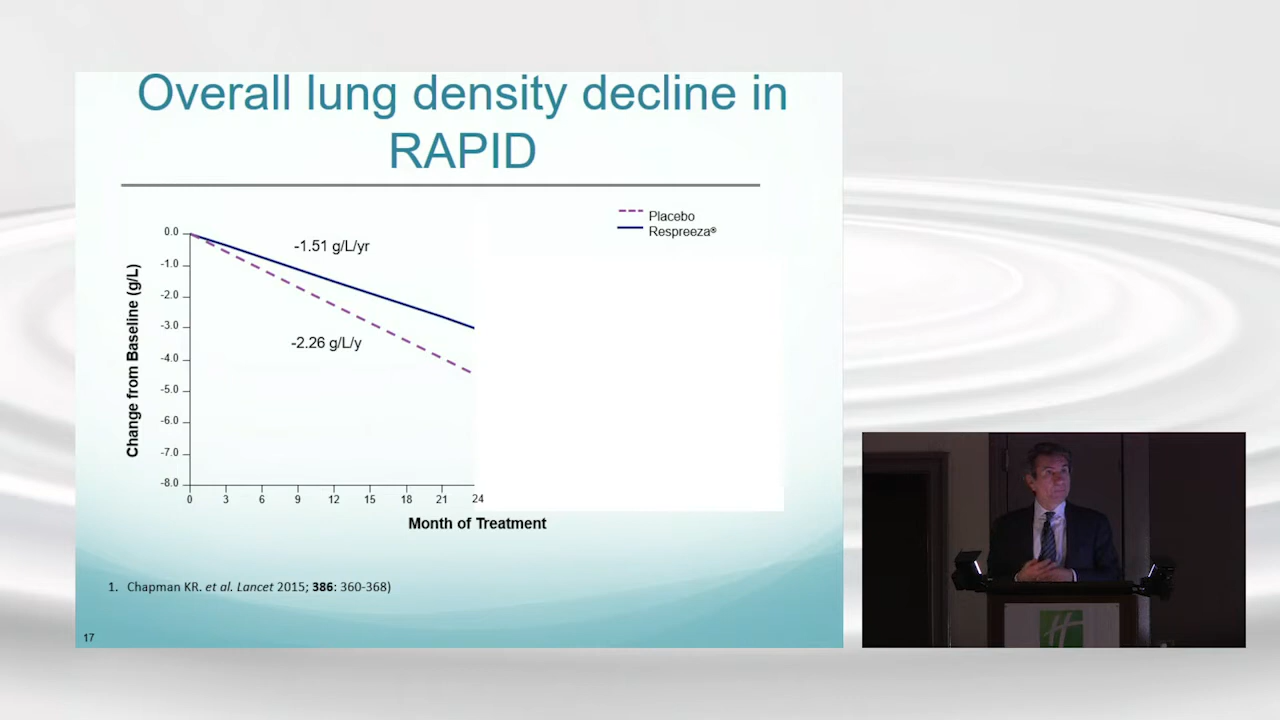 Overall lung density decline in
RAPID
Placebo
Respreeza®
Change from Baseline (g/L)
0.0
-1.0
-2.0
-3.0
-4.0
-5.0
-6.0
-7.0
-8.0
-1.51 g/L/yr
-2.26 g/L/y
0 3 6 9 12 15 18 21 24
Month of Treatment
1. Chapman KR. et al. Lancet 2015; 386: 360-368)
17